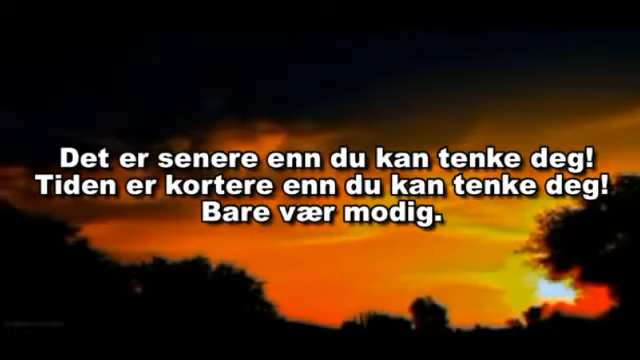 Det er senere enn du kan tenke deg!
Tiden er kortere enn du kan tenke deg!
Bare vær modig.